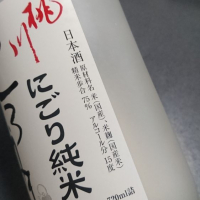 日本酒
原材料名 米(国産)・米麹(国産米)
精米歩合 75% アルコール分 15度
720ml詰
にごり純米
桃川